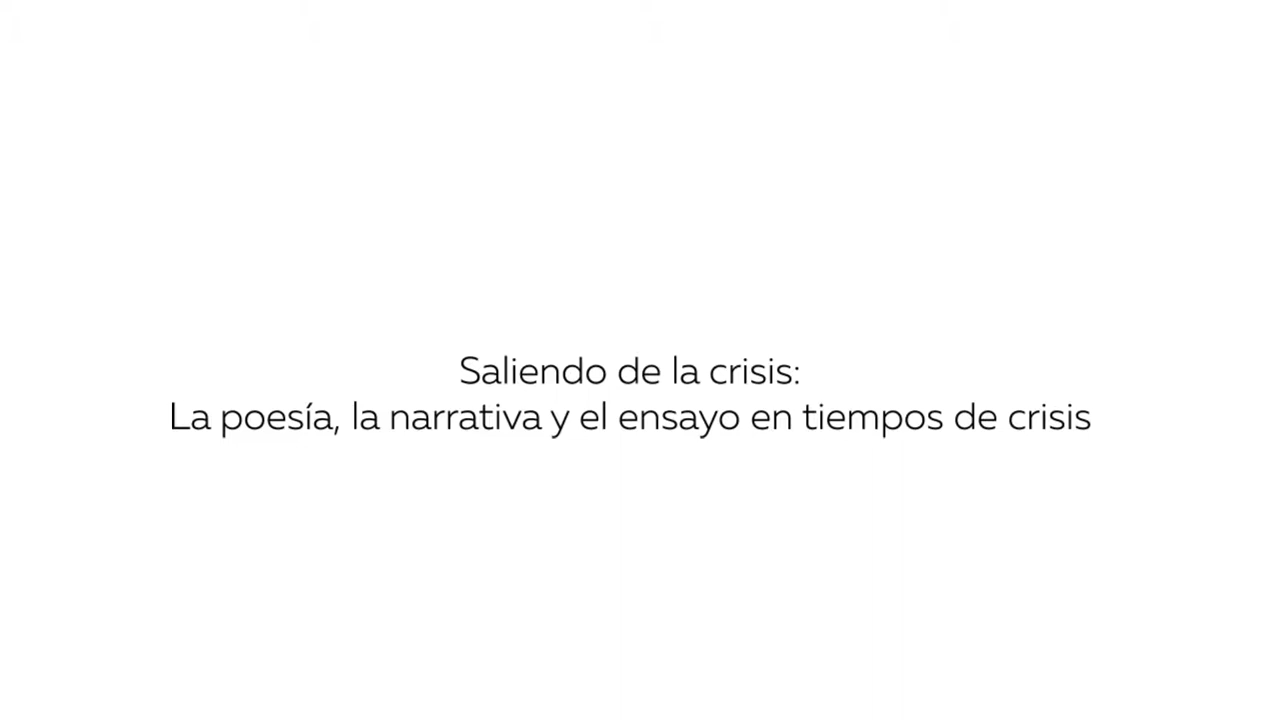 Saliendo de la crisis:
La poesía, la narrativa y el ensayo en tiempos de crisis